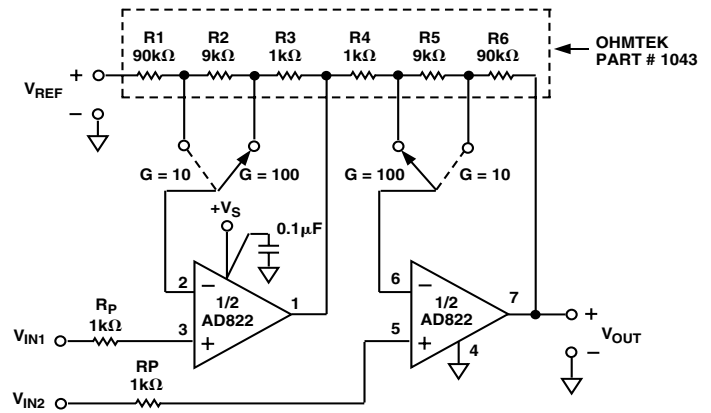 R1 R2 R3 R4 R5 R6
90kΩ 9kΩ 1kΩ 1kΩ 9kΩ 90kΩ
OHMTEK
PART # 1043
+
VREF
–
G = 10 G = 100 G = 100 G = 10
+VS
0.1μF
2 – 1 6 – 7
1/2
AD822
3 +
1/2
AD822
5 +
4
RP
1kΩ
VIN1
RP
1kΩ
VIN2
+
VOUT
–